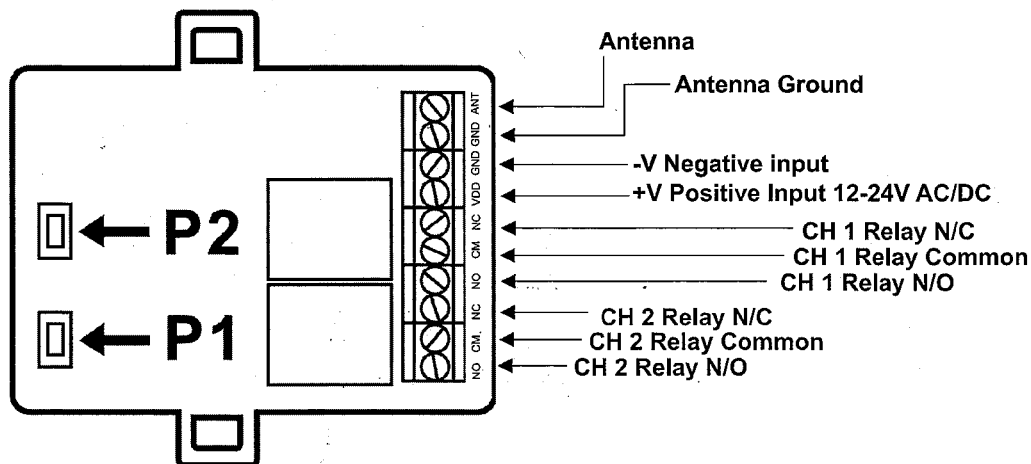 Antenna
Antenna Ground
-V Negative input
+V Positive Input 12-24V AC/DC
CH 1 Relay N/C
CH 1 Relay Common
CH 1 Relay N/O
CH 2 Relay N/C
CH 2 Relay Common
CH 2 Relay N/O
ANT
GND
GND
VDD
NC
CM
NO
NC
CM
NO
P2
P1